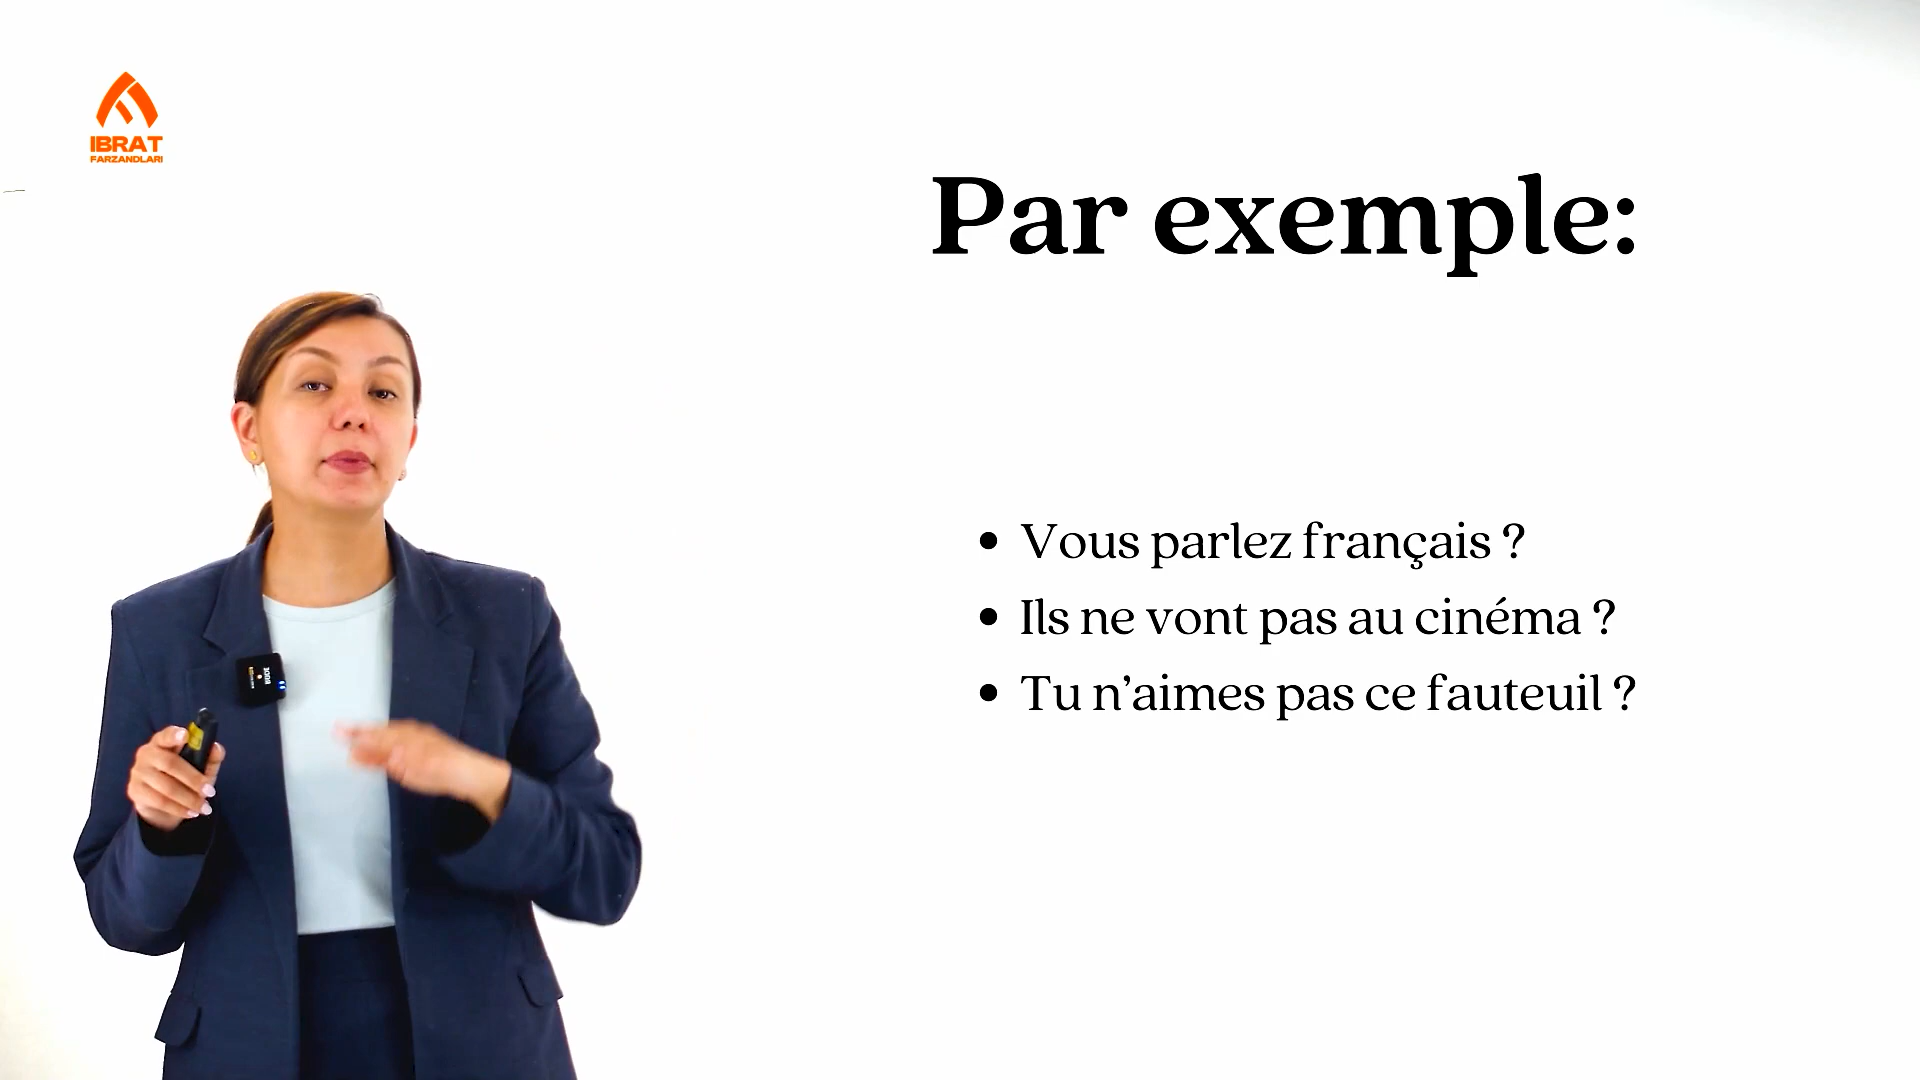 IBRAT
FARZANDLARI
Par exemple:
• Vous parlez français ?
• Ils ne vont pas au cinéma ?
• Tu n’aimes pas ce fauteuil ?